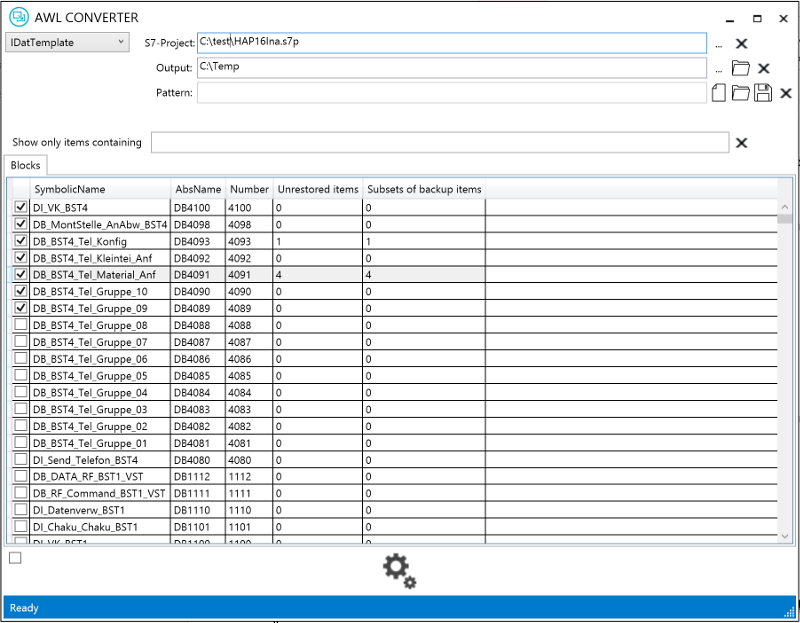 AWL CONVERTER
IDatTemplate S7-Project: C:\test\HAP16Ina.s7p ...
Output: C:\Temp ...
Pattern:
Show only items containing
Blocks
SymbolicName AbsName Number Unrestored items Subsets of backup items
DI_VK_BST4 DB4100 4100 0 0
DB_MontStelle_AnAbw_BST4 DB4098 4098 0 0
DB_BST4_Tel_Konfig DB4093 4093 1 1
DB_BST4_Tel_Kleintei_Anf DB4092 4092 0 0
DB_BST4_Tel_Material_Anf DB4091 4091 4 4
DB_BST4_Tel_Gruppe_10 DB4090 4090 0 0
DB_BST4_Tel_Gruppe_09 DB4089 4089 0 0
DB_BST4_Tel_Gruppe_08 DB4088 4088 0 0
DB_BST4_Tel_Gruppe_07 DB4087 4087 0 0
DB_BST4_Tel_Gruppe_06 DB4086 4086 0 0
DB_BST4_Tel_Gruppe_05 DB4085 4085 0 0
DB_BST4_Tel_Gruppe_04 DB4084 4084 0 0
DB_BST4_Tel_Gruppe_03 DB4083 4083 0 0
DB_BST4_Tel_Gruppe_02 DB4082 4082 0 0
DB_BST4_Tel_Gruppe_01 DB4081 4081 0 0
DI_Send_Telefon_BST4 DB4080 4080 0 0
DB_DATA_RF_BST1_VST DB1112 1112 0 0
DB_RF_Command_BST1_VST DB1111 1111 0 0
DI_Datenverw_BST1 DB1110 1110 0 0
DI_Chaku_Chaku_BST1 DB1101 1101 0 0
DI_VK_BST1 DB1100 1100 0 0
Ready